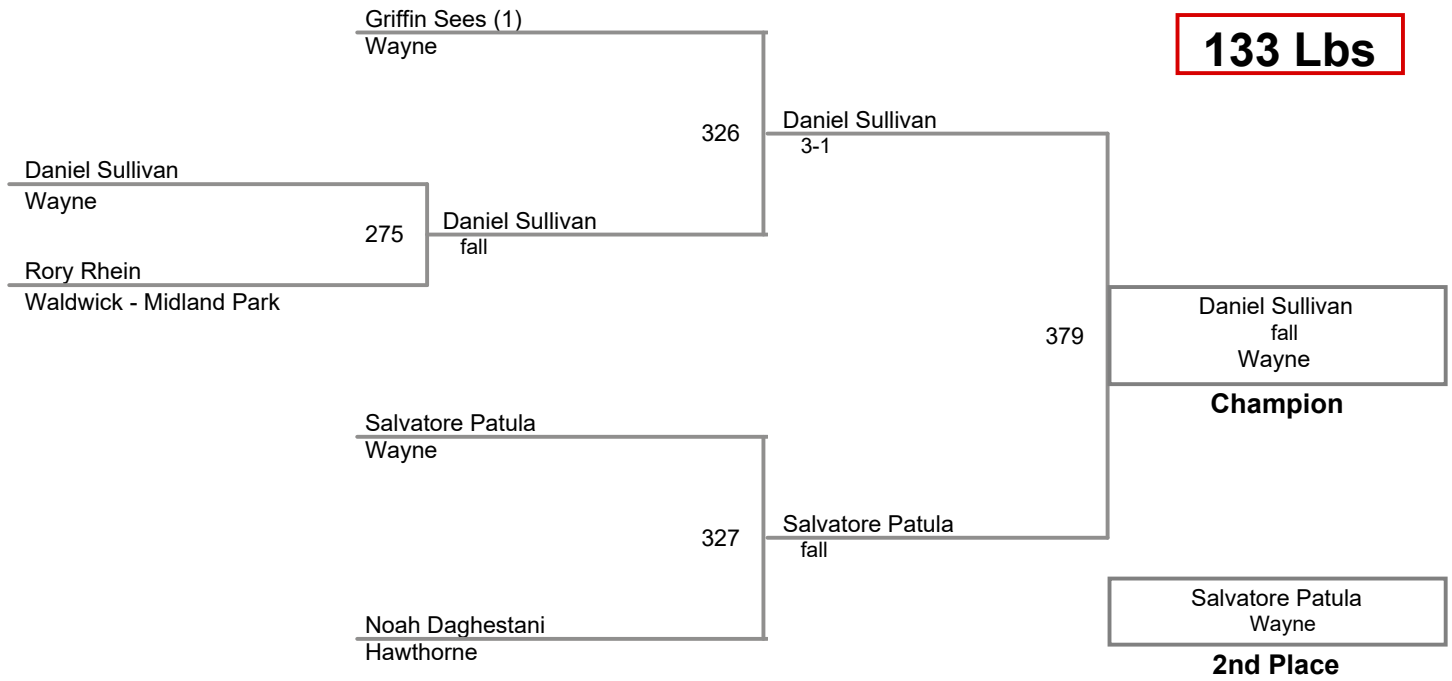 Griffin Sees (1)
Wayne
133 Lbs
326
Daniel Sullivan
3-1
Daniel Sullivan
Wayne
275
Daniel Sullivan
fall
Rory Rhein
Waldwick - Midland Park
379
Daniel Sullivan
fall
Wayne
Champion
Salvatore Patula
Wayne
327
Salvatore Patula
fall
Noah Daghestani
Hawthorne
Salvatore Patula
Wayne
2nd Place